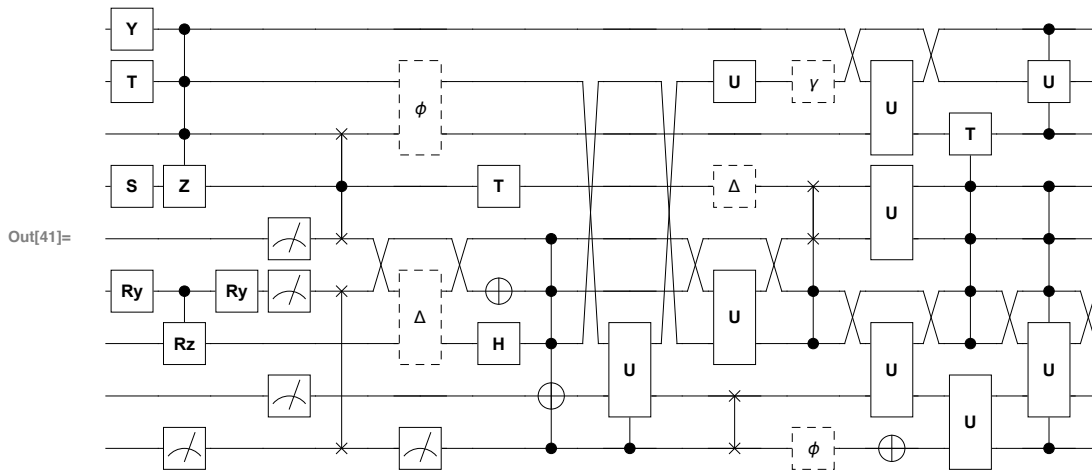 Y
T ϕ U γ U U
T
S Z T Δ U
Out[41]=
Ry Ry
Rz Δ H U U U U
U
ϕ